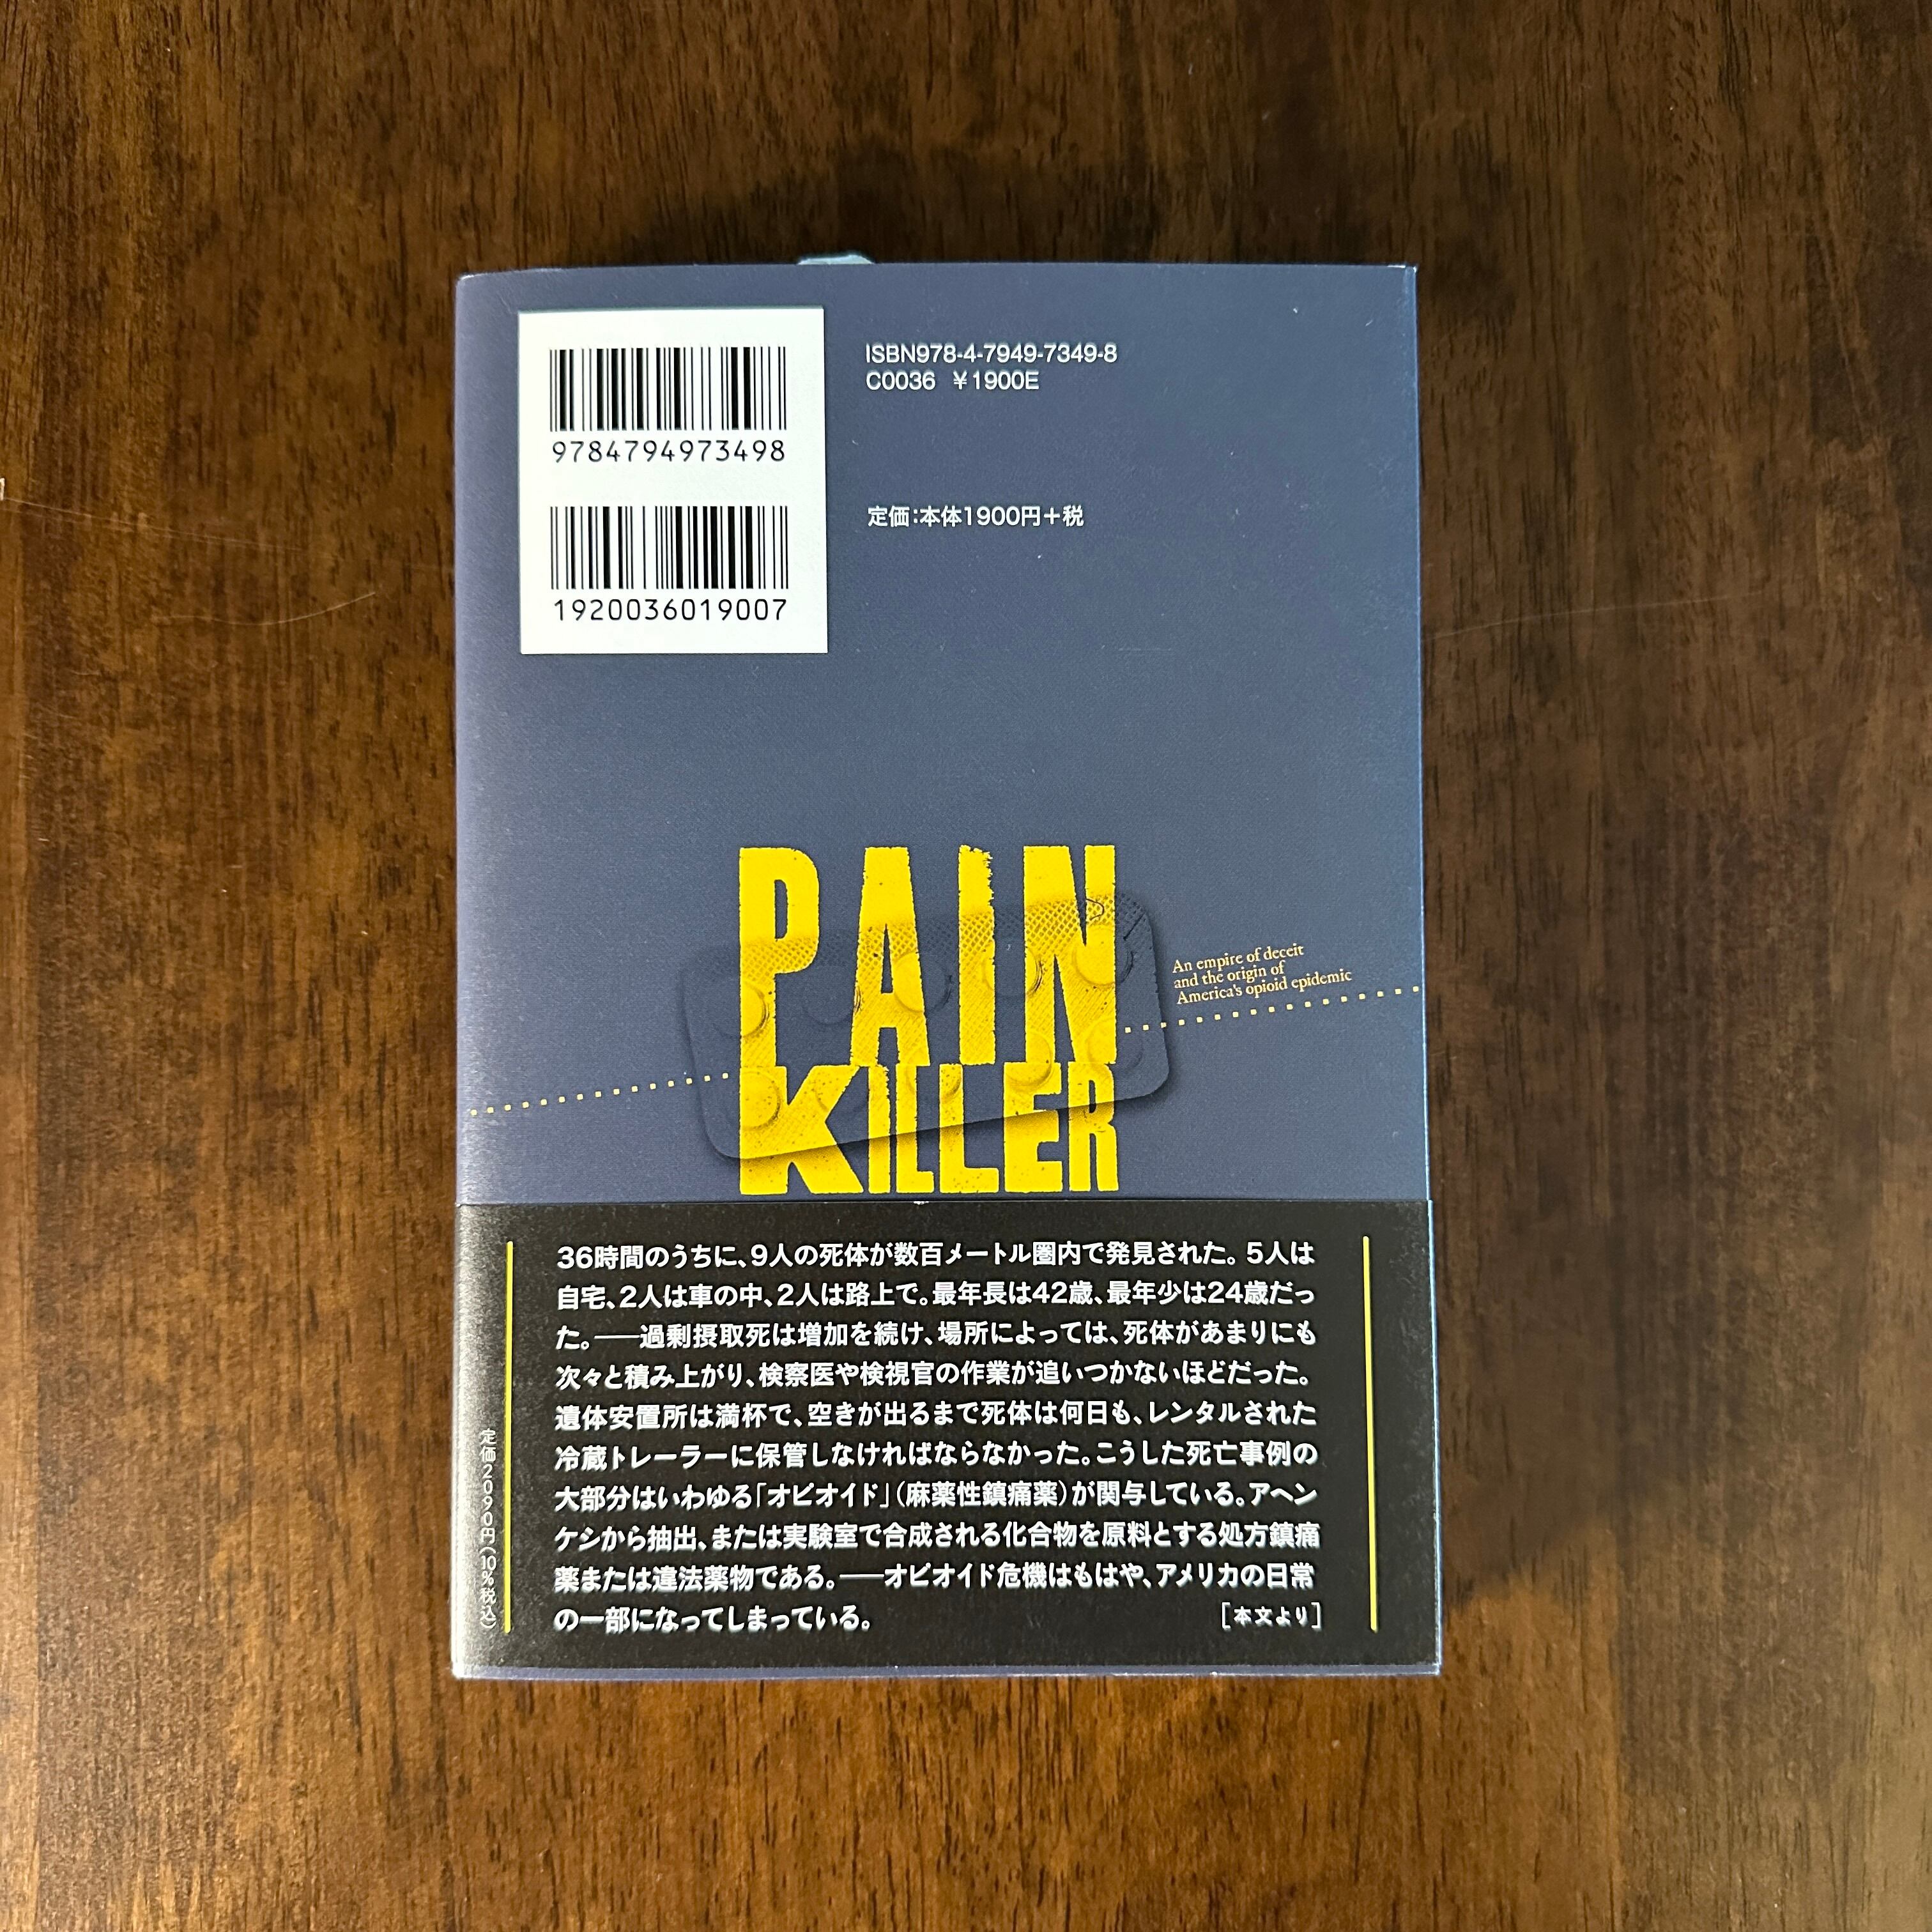 9784794973498
1920036019007
ISBN978-4-7949-7349-8
C0036 ¥1900E
定価：本体1900円＋税
PAIN
KILLER
An empire of deceit
and the origin of
America's opioid epidemic
36時間のうちに、9人の死体が数百メートル圏内で発見された。5人は
自宅、2人は車の中、2人は路上で。最年長は42歳、最年少は24歳だっ
た。――過剰摂取死は増加を続け、場所によっては、死体があまりにも
次々と積み上がり、検察医や検視官の作業が追いつかないほどだった。
遺体安置所は満杯で、空きが出るまで死体は何日も、レンタルされた
冷蔵トレーラーに保管しなければならなかった。こうした死亡事例の
大部分はいわゆる「オピオイド」（麻薬性鎮痛薬）が関与している。アヘン
ケシから抽出、または実験室で合成される化合物を原料とする処方鎮痛
薬または違法薬物である。――オピオイド危機はもはや、アメリカの日常
の一部になってしまっている。
［本文より］
定価2090円（10%税込）